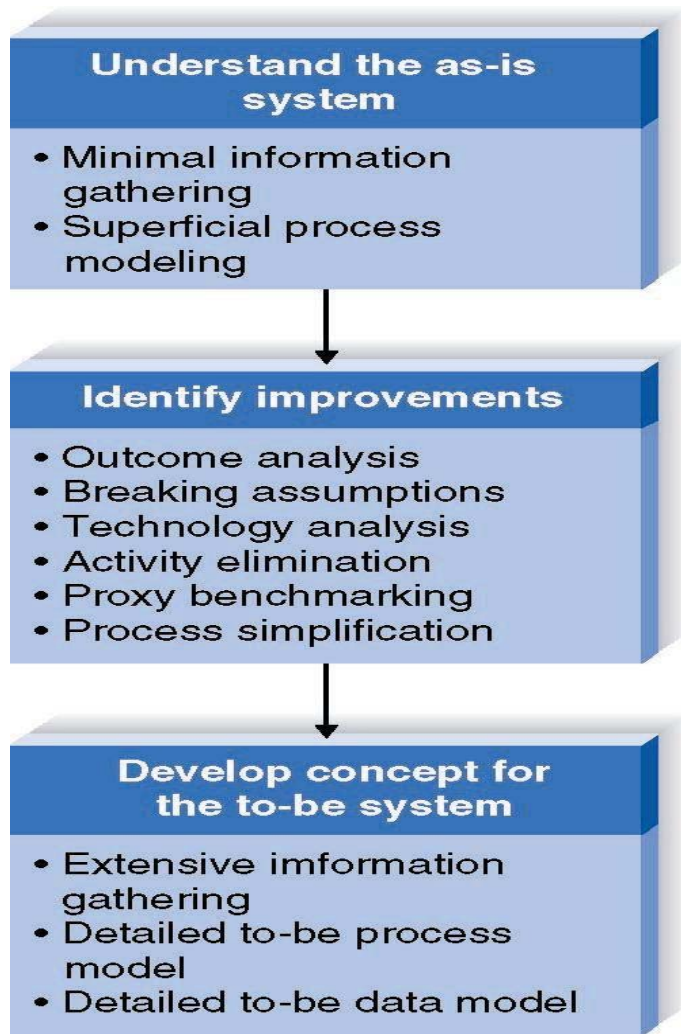 Understand the as-is
system
• Minimal information
gathering
• Superficial process
modeling
Identify improvements
• Outcome analysis
• Breaking assumptions
• Technology analysis
• Activity elimination
• Proxy benchmarking
• Process simplification
Develop concept for
the to-be system
• Extensive imformation
gathering
• Detailed to-be process
model
• Detailed to-be data model